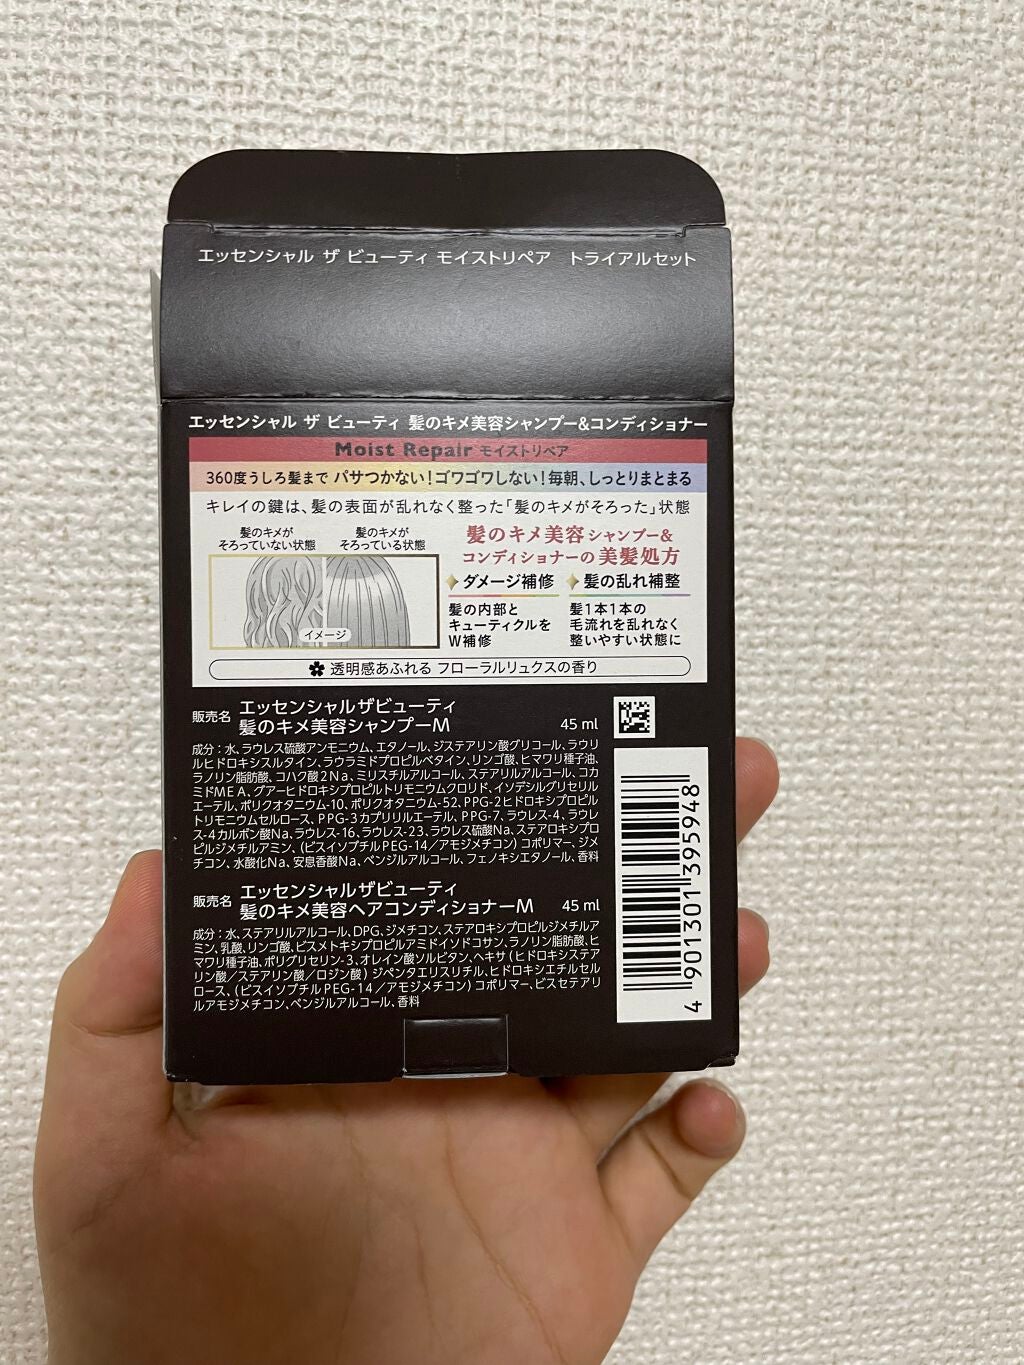 エッセンシャル ザ ビューティ モイストリペア トライアルセット
エッセンシャル ザ ビューティ 髪のキメ美容シャンプー&コンディショナー
Moist Repair モイストリペア
360度うしろ髪まで パサつかない!ゴワゴワしない!毎朝、しっとりまとまる
キレイの鍵は、髪の表面が乱れなく整った「髪のキメがそろった」状態
髪のキメが
そろっていない状態
髪のキメが
そろっている状態
イメージ
髪のキメ美容シャンプー&
コンディショナーの美髪処方
ダメージ補修
髪の内部と
キューティクルを
W補修
髪の乱れ補整
髪1本1本の
毛流れを乱れなく
整いやすい状態に
透明感あふれる フローラルリュクスの香り
販売名 エッセンシャルザビューティ
髪のキメ美容シャンプーM 45 ml
成分:水、ラウレス硫酸アンモニウム、エタノール、ジステアリン酸グリコール、ラウリ
ルヒドロキシスルタイン、ラウラミドプロピルベタイン、リンゴ酸、ヒマワリ種子油、
ラノリン脂肪酸、コハク酸2Na、ミリスチルアルコール、ステアリルアルコール、コカ
ミドMEA、グアーヒドロキシプロピルトリモニウムクロリド、イソデシルグリセリル
エーテル、ポリクオタニウム-10、ポリクオタニウム-52、PPG-2ヒドロキシプロピル
トリモニウムセルロース、PPG-3カプリリルエーテル、PPG-7、ラウレス-4、ラウレ
ス-4カルボン酸Na、ラウレス-16、ラウレス-23、ラウレス硫酸Na、ステアロキシプロ
ピルジメチルアミン、(ビスイソブチルPEG-14/アモジメチコン)コポリマー、ジメ
チコン、水酸化Na、安息香酸Na、ベンジルアルコール、フェノキシエタノール、香料
販売名 エッセンシャルザビューティ
髪のキメ美容ヘアコンディショナーM 45 ml
成分:水、ステアリルアルコール、DPG、ジメチコン、ステアロキシプロピルジメチルア
ミン、乳酸、リンゴ酸、ビスメトキシプロピルアミドイソドコサン、ラノリン脂肪酸、ヒ
マワリ種子油、ポリグリセリン-3、オレイン酸ソルビタン、ヘキサ(ヒドロキシステア
リン酸/ステアリン酸/ロジン酸)ジペンタエリスリチル、ヒドロキシエチルセル
ロース、(ビスイソブチルPEG-14/アモジメチコン)コポリマー、ビスセテアリ
ルアモジメチコン、ベンジルアルコール、香料
4 901301 395948